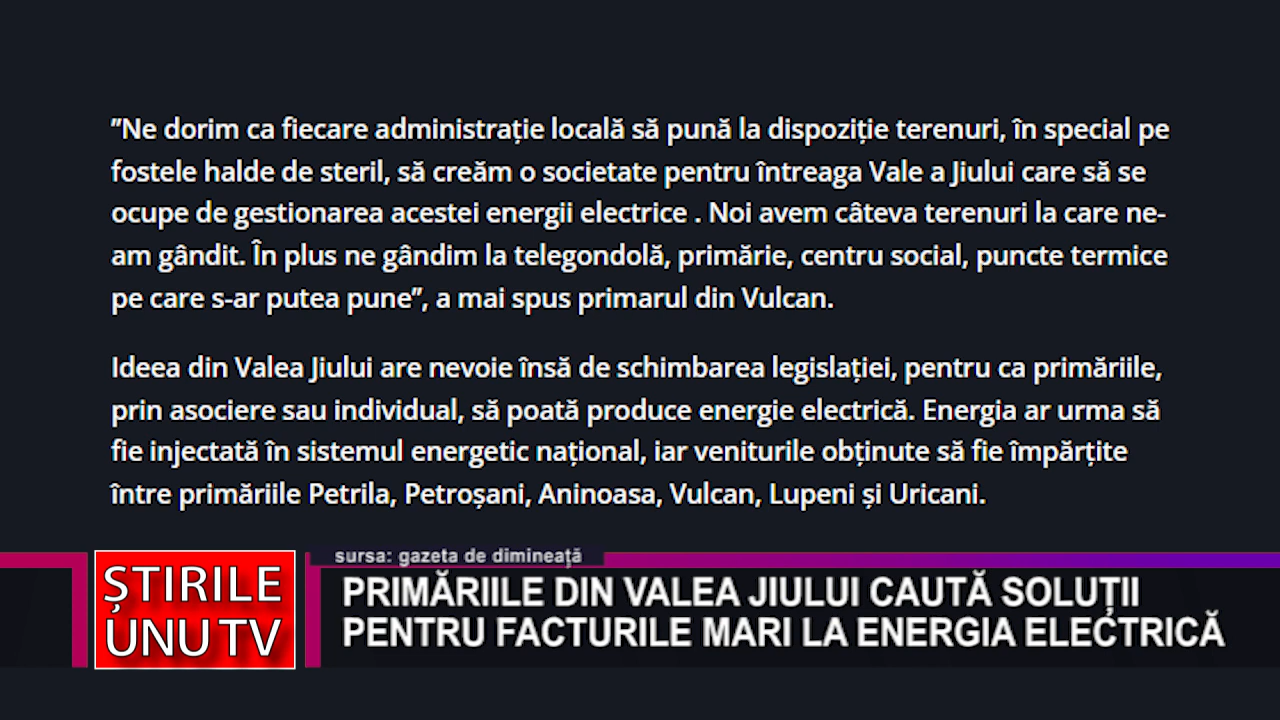 ”Ne dorim ca fiecare administrație locală să pună la dispoziție terenuri, în special pe
fostele halde de steril, să creăm o societate pentru întreaga Vale a Jiului care să se
ocupe de gestionarea acestei energii electrice . Noi avem câteva terenuri la care ne-
am gândit. În plus ne gândim la telegondolă, primărie, centru social, puncte termice
pe care s-ar putea pune”, a mai spus primarul din Vulcan.
Ideea din Valea Jiului are nevoie însă de schimbarea legislației, pentru ca primăriile,
prin asociere sau individual, să poată produce energie electrică. Energia ar urma să
fie injectată în sistemul energetic național, iar veniturile obținute să fie împărțite
între primăriile Petrila, Petroșani, Aninoasa, Vulcan, Lupeni și Uricani.
sursa: gazeta de dimineață
ȘTIRILE
UNU TV
PRIMĂRIILE DIN VALEA JIULUI CAUTĂ SOLUȚII
PENTRU FACTURILE MARI LA ENERGIA ELECTRICĂ